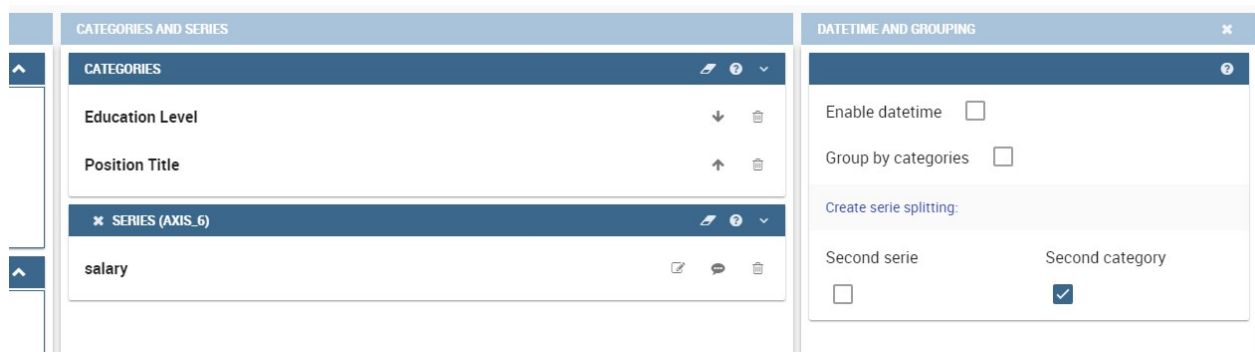 CATEGORIES AND SERIES
CATEGORIES
Education Level
Position Title
SERIES (AXIS_6)
salary
DATETIME AND GROUPING
Enable datetime
Group by categories
Create serie splitting:
Second serie Second category